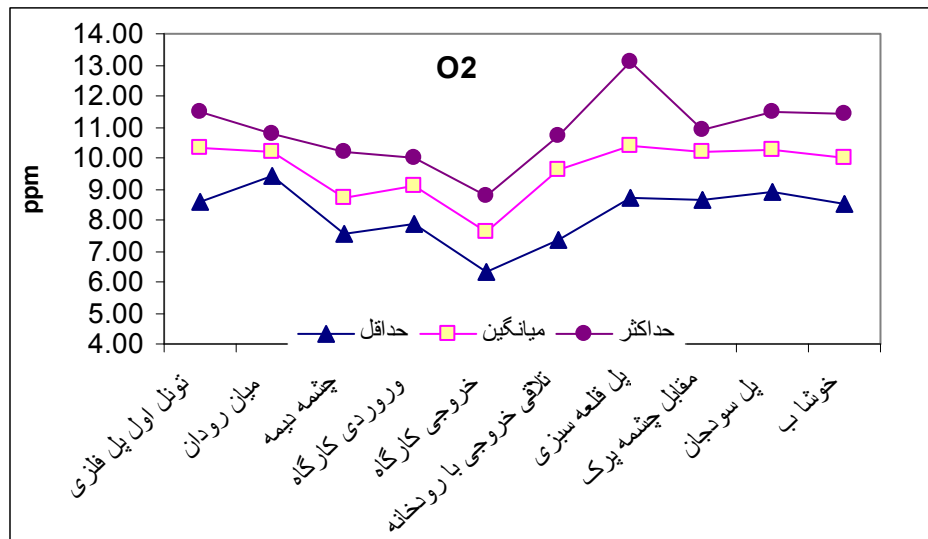 O2
ppm
14.00
13.00
12.00
11.00
10.00
9.00
8.00
7.00
6.00
5.00
4.00
حداقل
میانگین
حداکثر
تونل اول پل فلزی
میان رودان
چشمه دیمه
وروردی کارگاه
خروجی کارگاه
تلاقی خروجی با رودخانه
پل قلعه سبزی
مقابل چشمه پرک
پل سودجان
خوشا ب